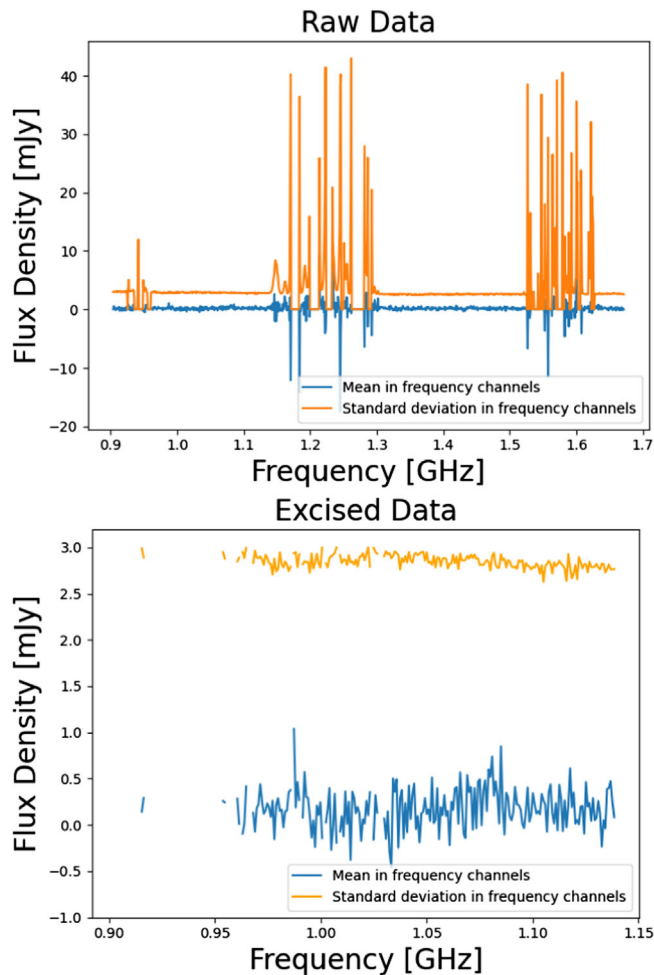 Raw Data
Flux Density [mJy]
40
30
20
10
0
−10
−20
Mean in frequency channels
Standard deviation in frequency channels
0.9 1.0 1.1 1.2 1.3 1.4 1.5 1.6 1.7
Frequency [GHz]
Excised Data
Flux Density [mJy]
3.0
2.5
2.0
1.5
1.0
0.5
0.0
−0.5
−1.0
Mean in frequency channels
Standard deviation in frequency channels
0.90 0.95 1.00 1.05 1.10 1.15
Frequency [GHz]